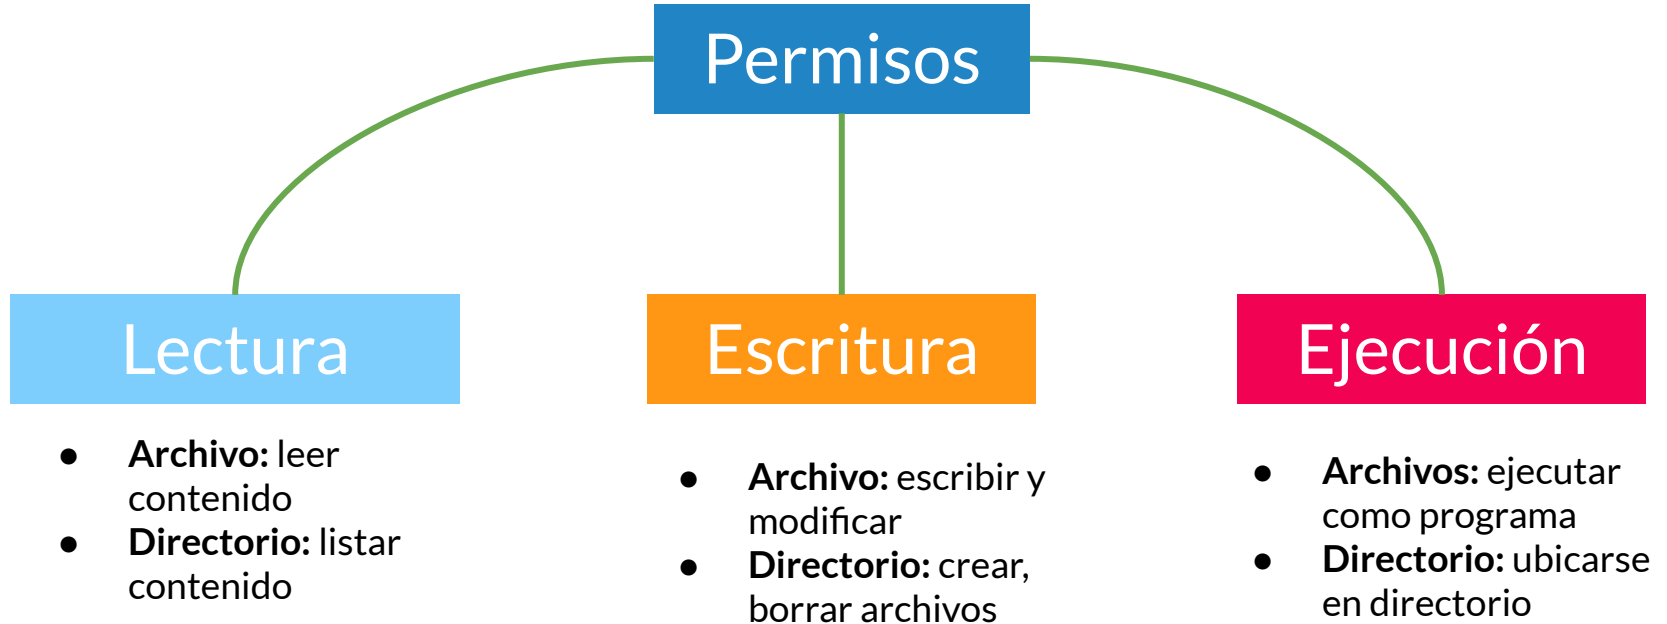 Permisos
Lectura
● Archivo: leer
contenido
● Directorio: listar
contenido
Escritura
● Archivo: escribir y
modificar
● Directorio: crear,
borrar archivos
Ejecución
● Archivos: ejecutar
como programa
● Directorio: ubicarse
en directorio